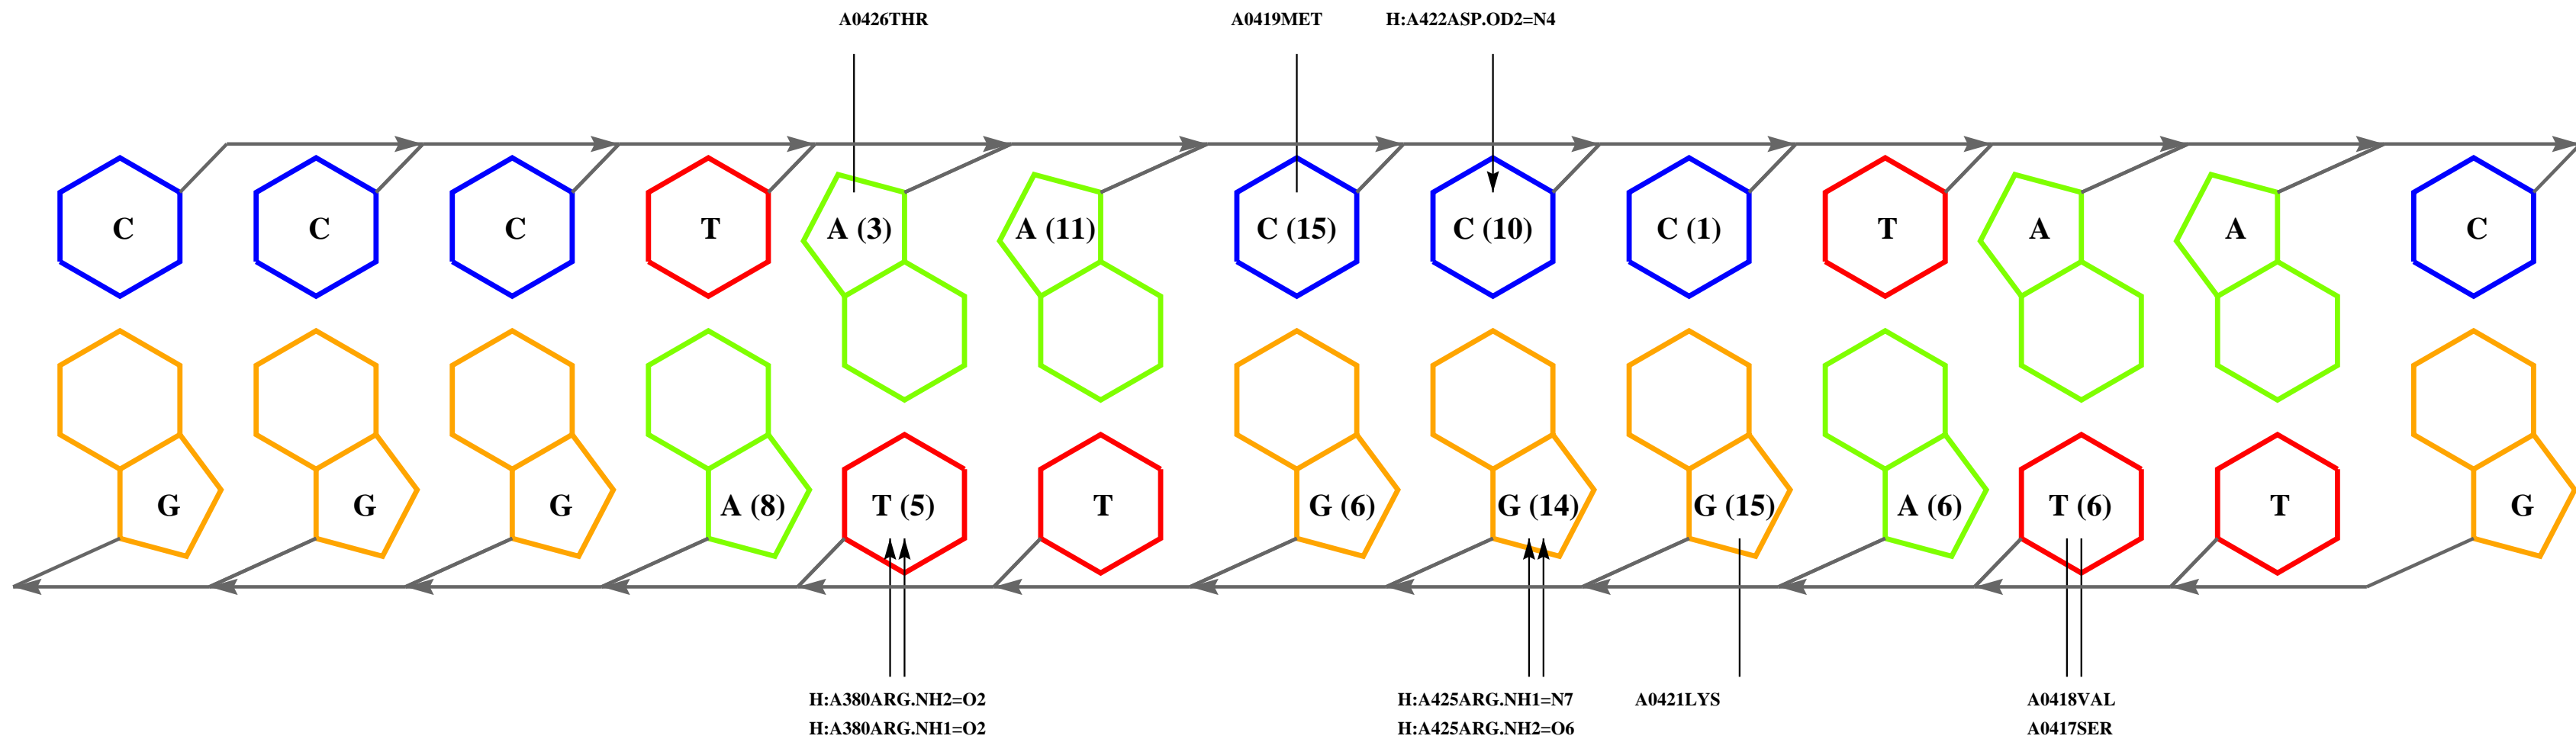 A0426THR A0419MET H:A422ASP.OD2=N4
C C C T A (3) A (11) C (15) C (10) C (1) T A A C
G G G A (8) T (5) T G (6) G (14) G (15) A (6) T (6) T G
H:A380ARG.NH2=O2 H:A425ARG.NH1=N7 A0421LYS A0418VAL
H:A380ARG.NH1=O2 H:A425ARG.NH2=O6 A0417SER